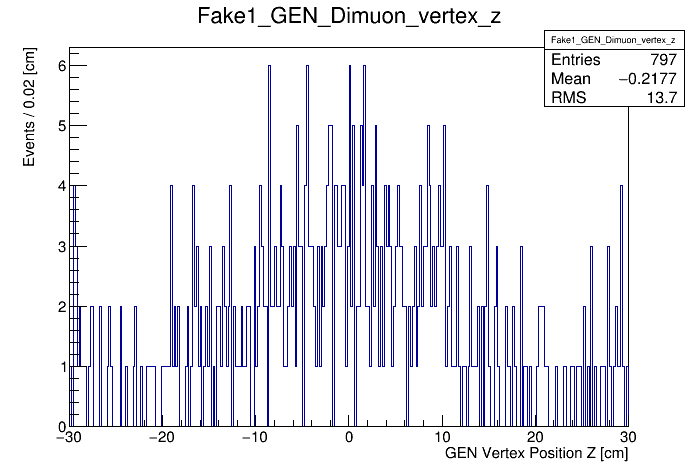 Fake1_GEN_Dimuon_vertex_z
Fake1_GEN_Dimuon_vertex_z
Entries 797
Mean −0.2177
RMS 13.7
Events / 0.02 [cm]
6
5
4
3
2
1
0
−30 −20 −10 0 10 20 30
GEN Vertex Position Z [cm]